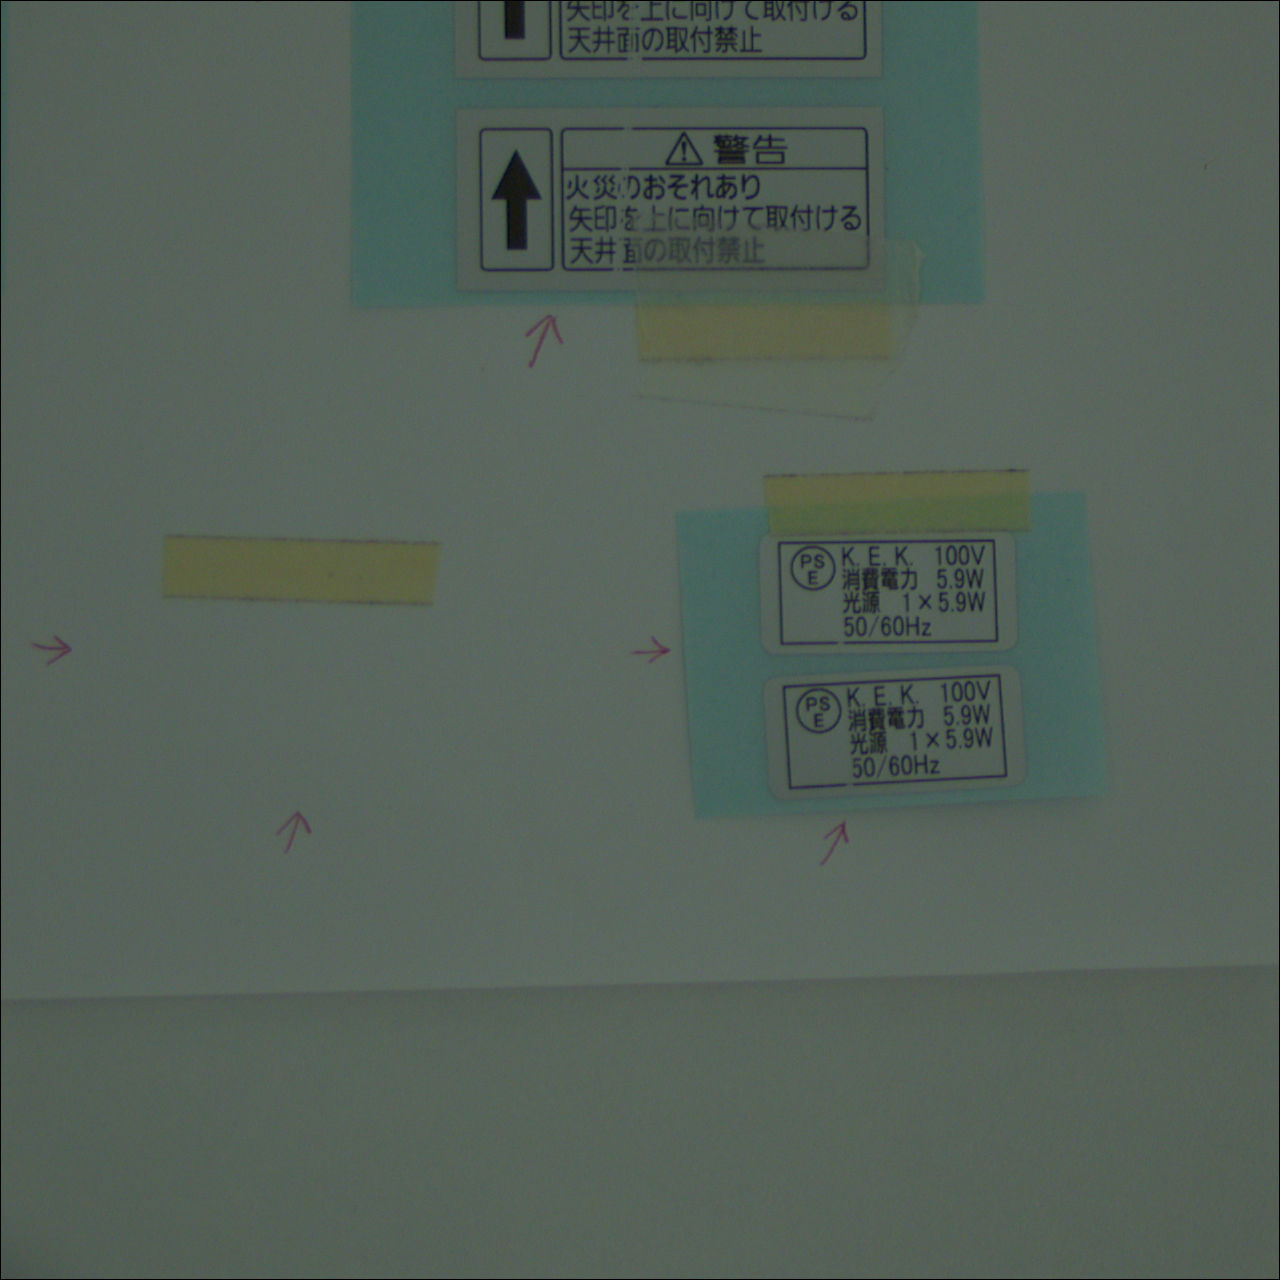 矢印を上に向けて取付ける
天井面の取付禁止
警告
火災のおそれあり
矢印を上に向けて取付ける
天井面の取付禁止
PS E K. E. K. 100V
消費電力 5.9W
光源 1×5.9W
50/60Hz
PS E K. E. K. 100V
消費電力 5.9W
光源 1×5.9W
50/60Hz